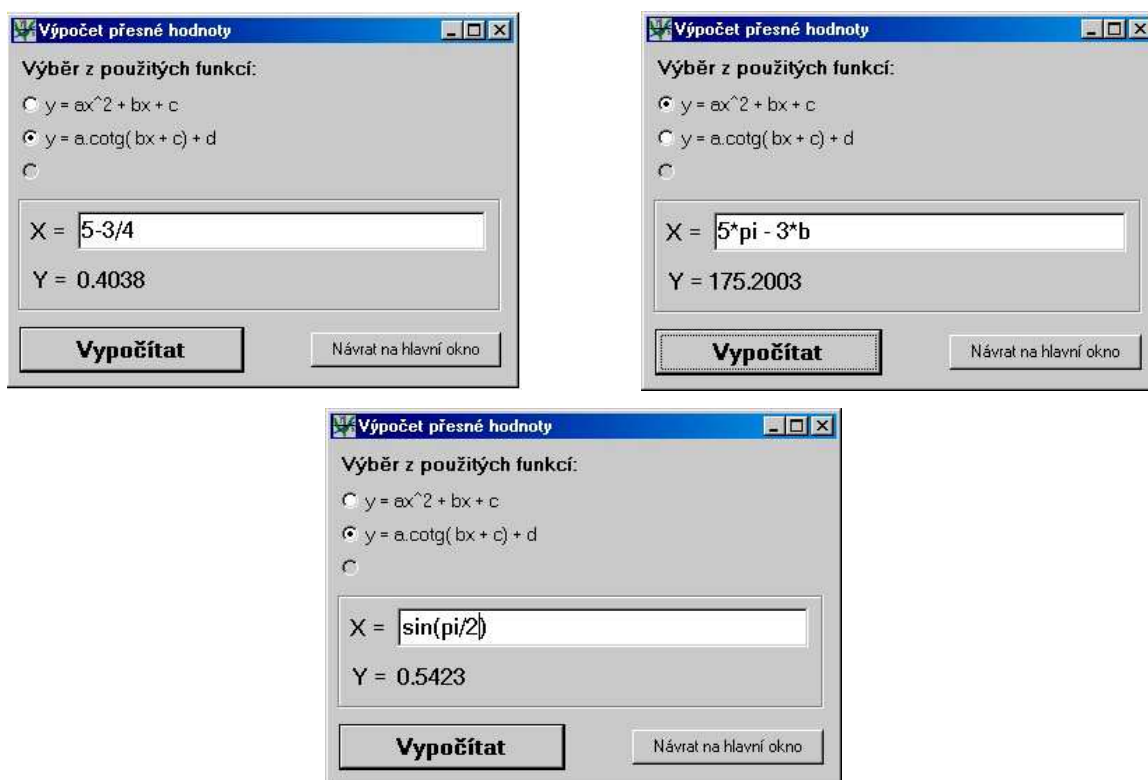 Výpočet přesné hodnoty
Výběr z použitých funkcí:
y = ax^2 + bx + c
y = a.cotg( bx + c) + d
X = 5-3/4
Y = 0.4038
Vypočítat
Návrat na hlavní okno
Výpočet přesné hodnoty
Výběr z použitých funkcí:
y = ax^2 + bx + c
y = a.cotg( bx + c) + d
X = 5*pi - 3*b
Y = 175.2003
Vypočítat
Návrat na hlavní okno
Výpočet přesné hodnoty
Výběr z použitých funkcí:
y = ax^2 + bx + c
y = a.cotg( bx + c) + d
X = sin(pi/2)
Y = 0.5423
Vypočítat
Návrat na hlavní okno